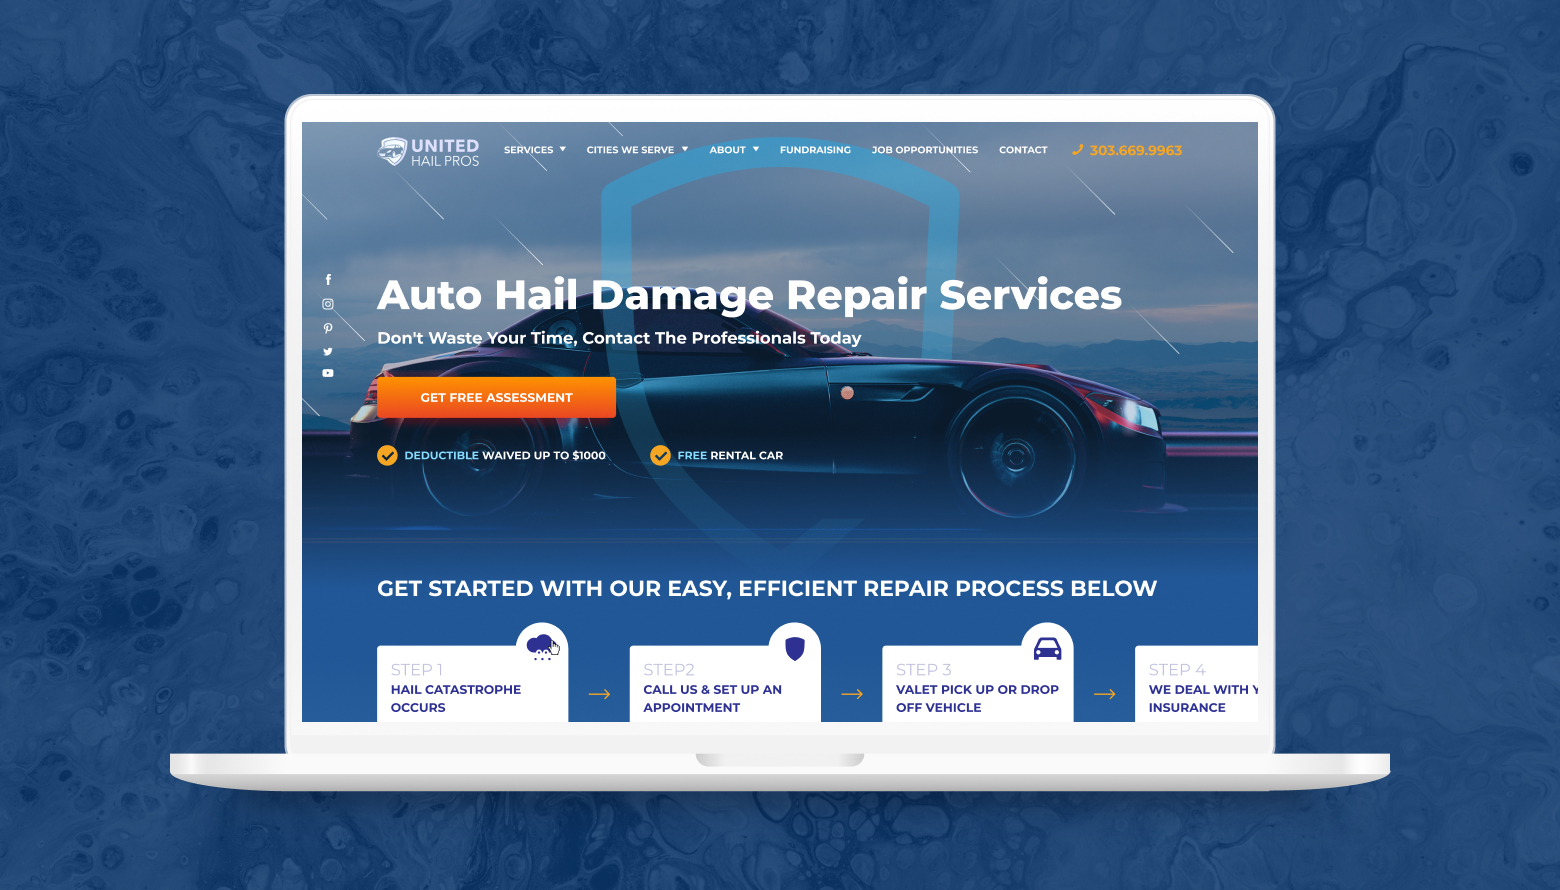 UNITED
HAIL PROS
SERVICES
CITIES WE SERVE
ABOUT
FUNDRAISING
JOB OPPORTUNITIES
CONTACT
303.669.9963
Auto Hail Damage Repair Services
Don't Waste Your Time, Contact The Professionals Today
GET FREE ASSESSMENT
DEDUCTIBLE WAIVED UP TO $1000
FREE RENTAL CAR
GET STARTED WITH OUR EASY, EFFICIENT REPAIR PROCESS BELOW
STEP 1
HAIL CATASTROPHE
OCCURS
STEP2
CALL US & SET UP AN
APPOINTMENT
STEP 3
VALET PICK UP OR DROP
OFF VEHICLE
STEP 4
WE DEAL WITH Y
INSURANCE